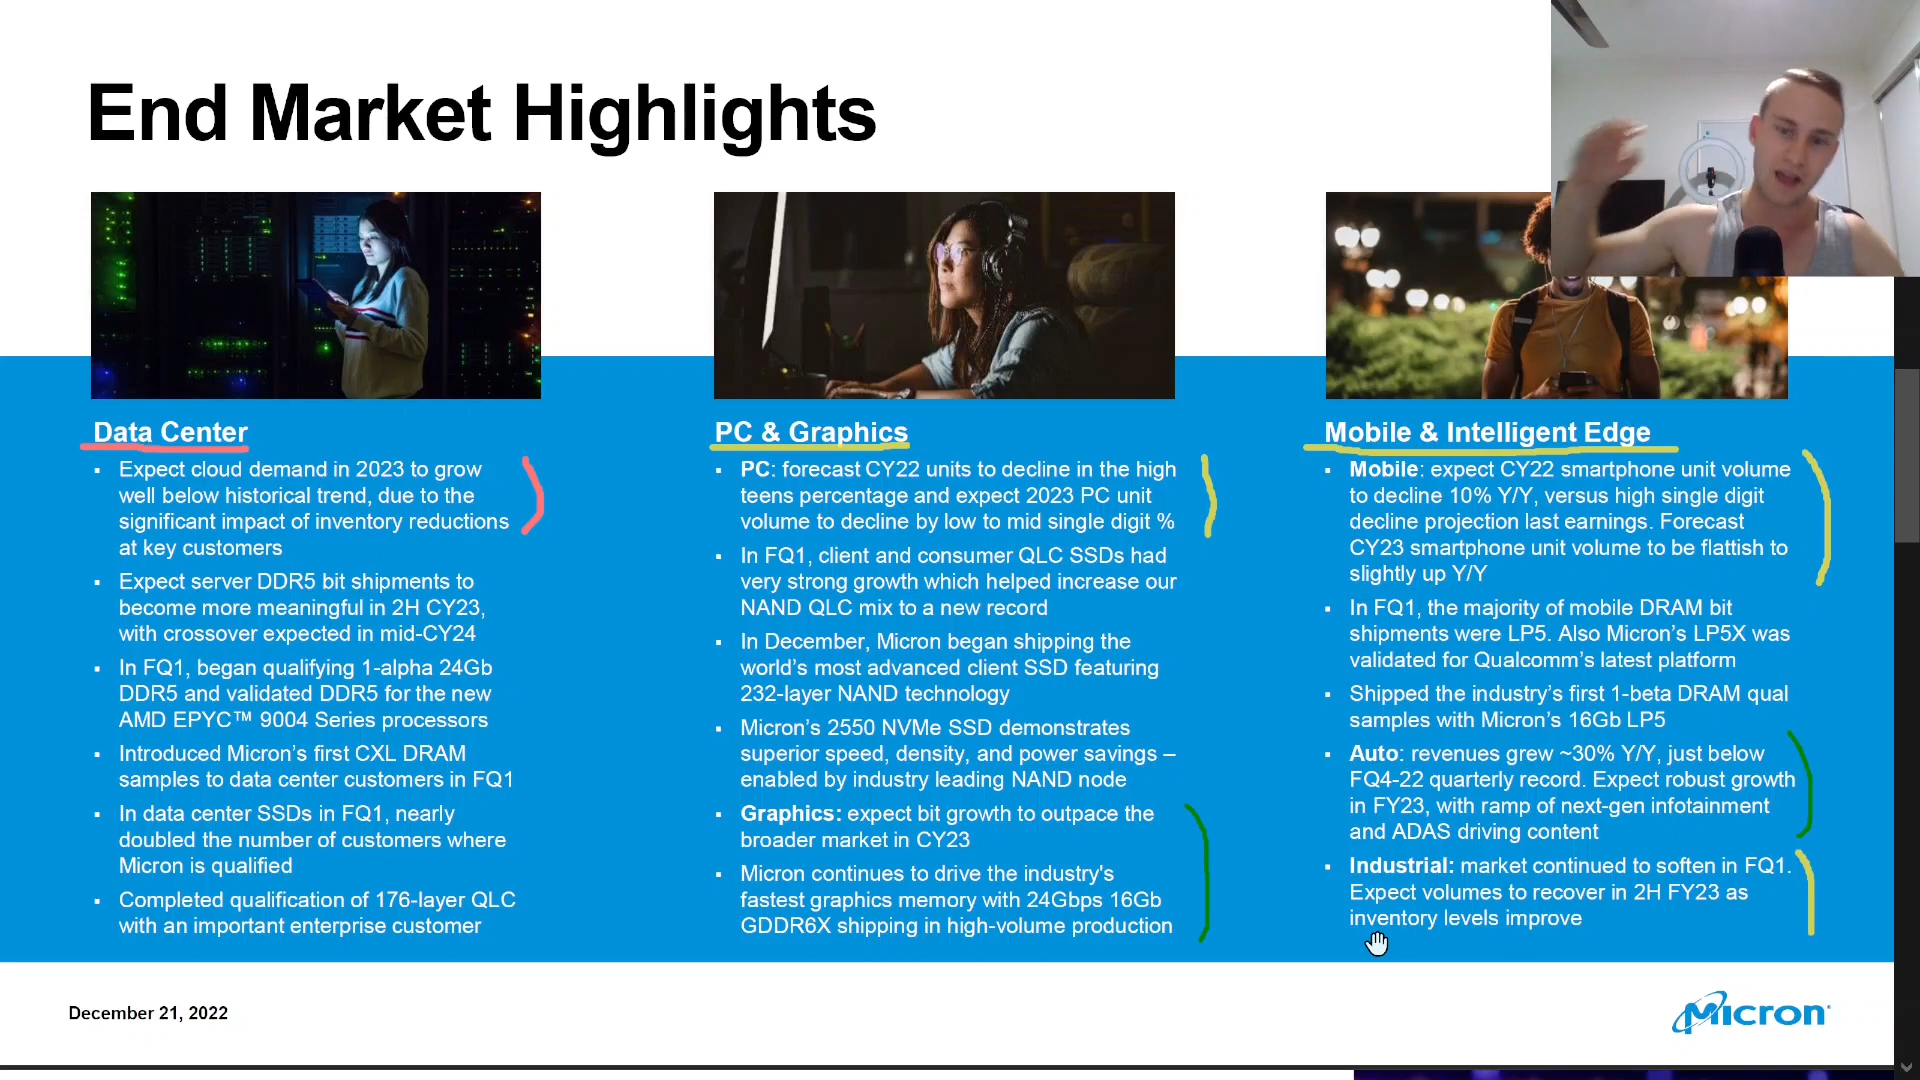 End Market Highlights
Data Center
▪ Expect cloud demand in 2023 to grow
well below historical trend, due to the
significant impact of inventory reductions
at key customers
▪ Expect server DDR5 bit shipments to
become more meaningful in 2H CY23,
with crossover expected in mid-CY24
▪ In FQ1, began qualifying 1-alpha 24Gb
DDR5 and validated DDR5 for the new
AMD EPYC™ 9004 Series processors
▪ Introduced Micron’s first CXL DRAM
samples to data center customers in FQ1
▪ In data center SSDs in FQ1, nearly
doubled the number of customers where
Micron is qualified
▪ Completed qualification of 176-layer QLC
with an important enterprise customer
PC & Graphics
▪ PC: forecast CY22 units to decline in the high
teens percentage and expect 2023 PC unit
volume to decline by low to mid single digit %
▪ In FQ1, client and consumer QLC SSDs had
very strong growth which helped increase our
NAND QLC mix to a new record
▪ In December, Micron began shipping the
world’s most advanced client SSD featuring
232-layer NAND technology
▪ Micron’s 2550 NVMe SSD demonstrates
superior speed, density, and power savings –
enabled by industry leading NAND node
▪ Graphics: expect bit growth to outpace the
broader market in CY23
▪ Micron continues to drive the industry's
fastest graphics memory with 24Gbps 16Gb
GDDR6X shipping in high-volume production
Mobile & Intelligent Edge
▪ Mobile: expect CY22 smartphone unit volume
to decline 10% Y/Y, versus high single digit
decline projection last earnings. Forecast
CY23 smartphone unit volume to be flattish to
slightly up Y/Y
▪ In FQ1, the majority of mobile DRAM bit
shipments were LP5. Also Micron’s LP5X was
validated for Qualcomm’s latest platform
▪ Shipped the industry’s first 1-beta DRAM qual
samples with Micron’s 16Gb LP5
▪ Auto: revenues grew ~30% Y/Y, just below
FQ4-22 quarterly record. Expect robust growth
in FY23, with ramp of next-gen infotainment
and ADAS driving content
▪ Industrial: market continued to soften in FQ1.
Expect volumes to recover in 2H FY23 as
inventory levels improve
December 21, 2022
Micron